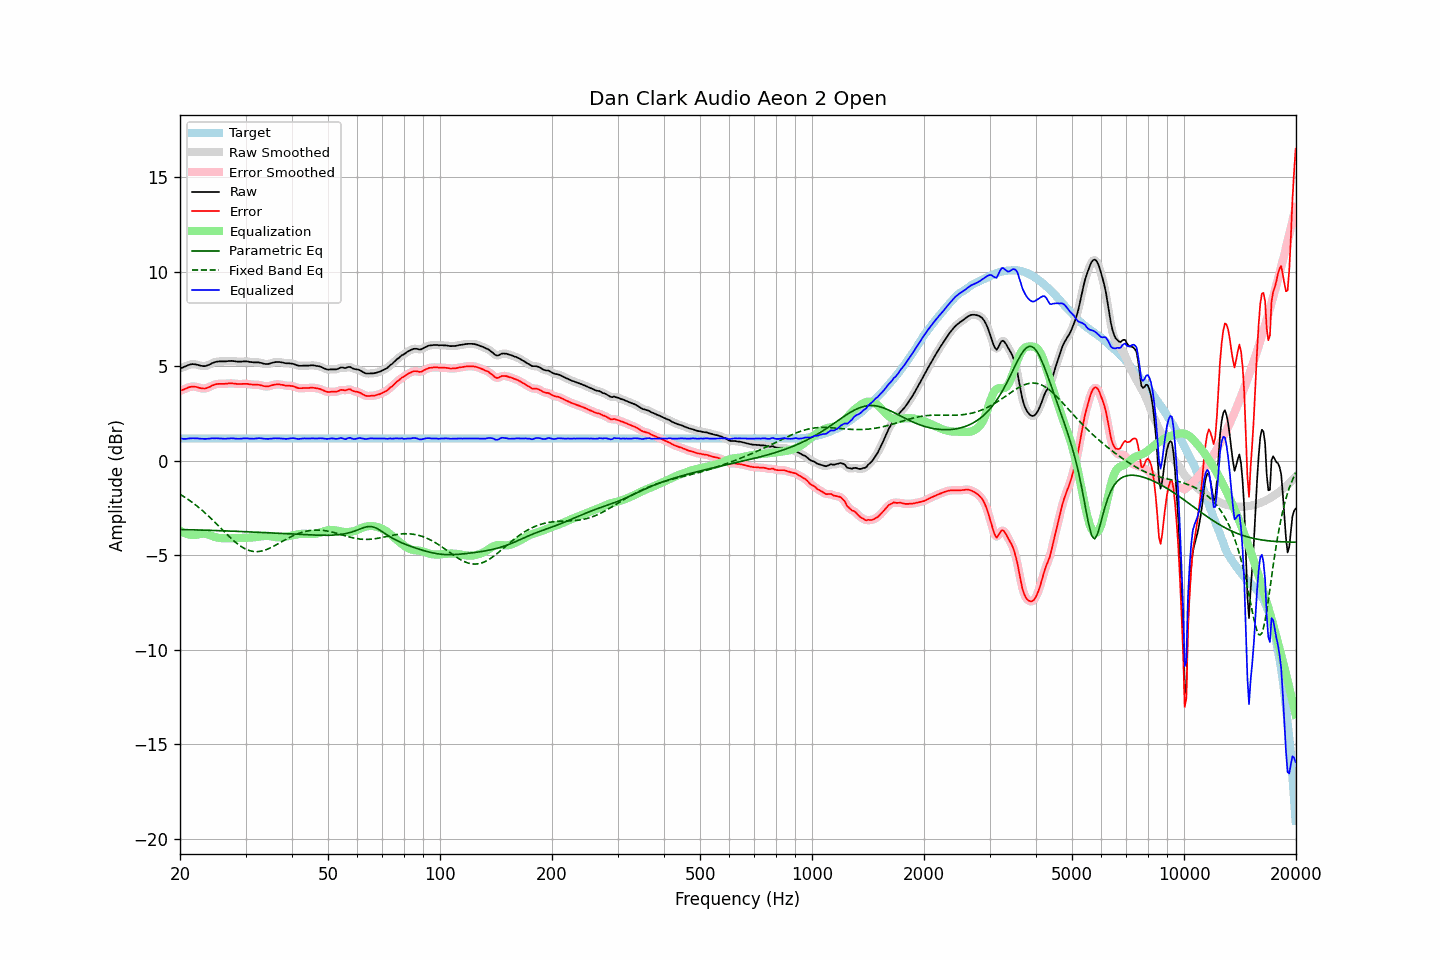 Dan Clark Audio Aeon 2 Open
Target
Raw Smoothed
Error Smoothed
Raw
Error
Equalization
Parametric Eq
Fixed Band Eq
Equalized
Amplitude (dBr)
15
10
5
0
−5
−10
−15
−20
20 50 100 200 500 1000 2000 5000 10000 20000
Frequency (Hz)